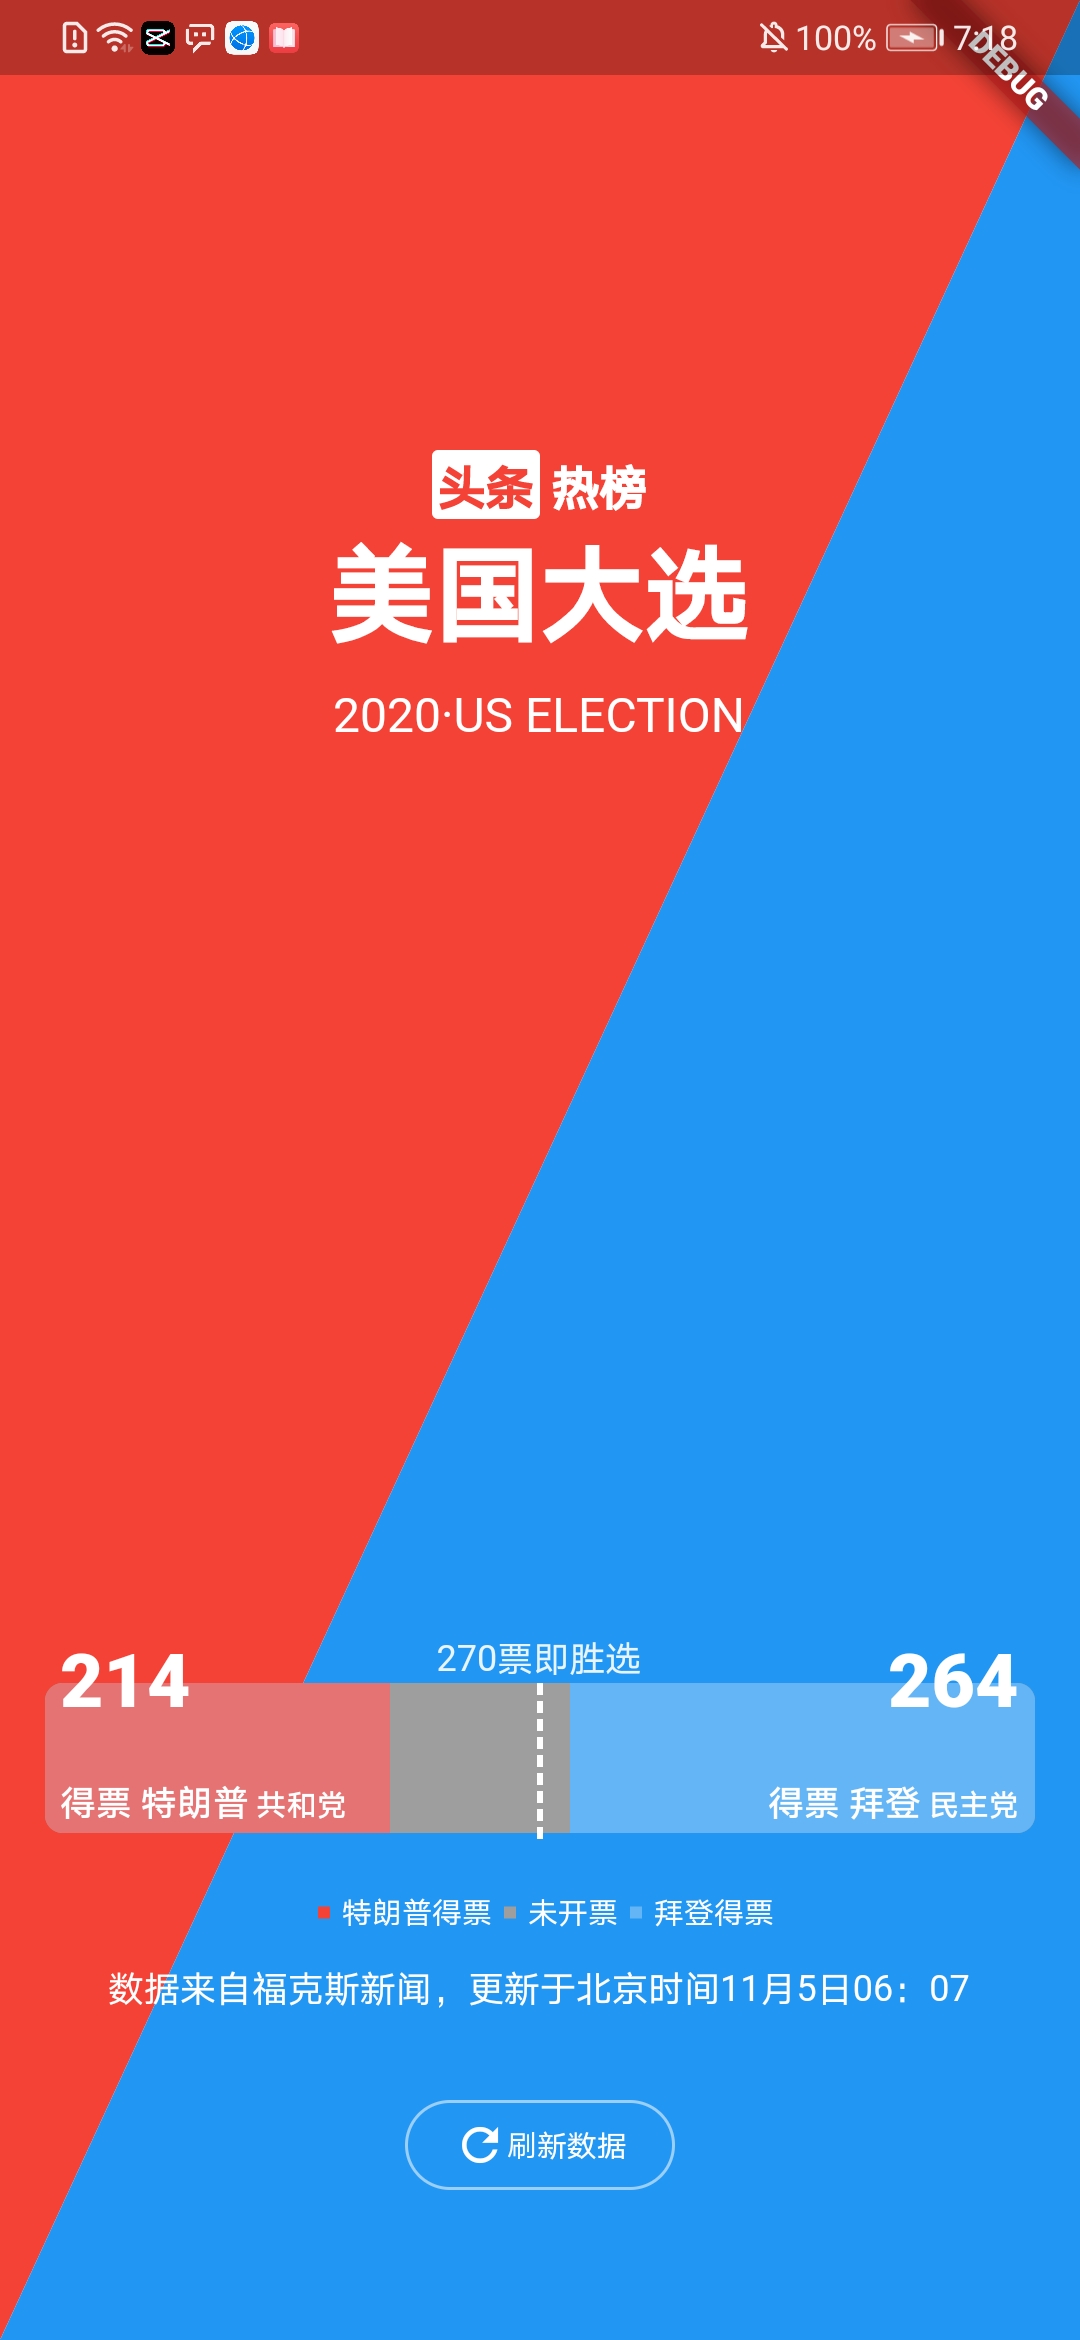 100% 7:18
DEBUG
头条 热榜
美国大选
2020·US ELECTION
270票即胜选
214 264
得票 特朗普 共和党 得票 拜登 民主党
特朗普得票 未开票 拜登得票
数据来自福克斯新闻，更新于北京时间11月5日06：07
刷新数据